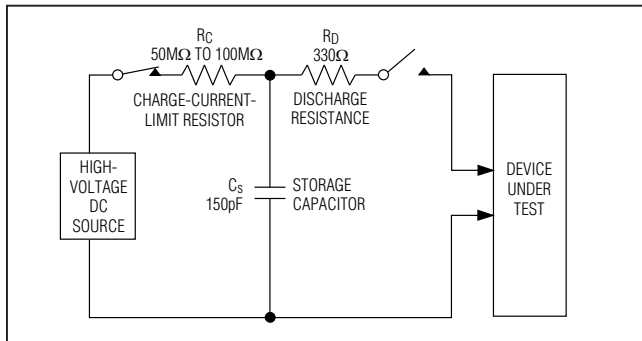 RC
50MΩ TO 100MΩ
CHARGE-CURRENT-
LIMIT RESISTOR
RD
330Ω
DISCHARGE
RESISTANCE
HIGH-
VOLTAGE
DC
SOURCE
CS
150pF
STORAGE
CAPACITOR
DEVICE
UNDER
TEST